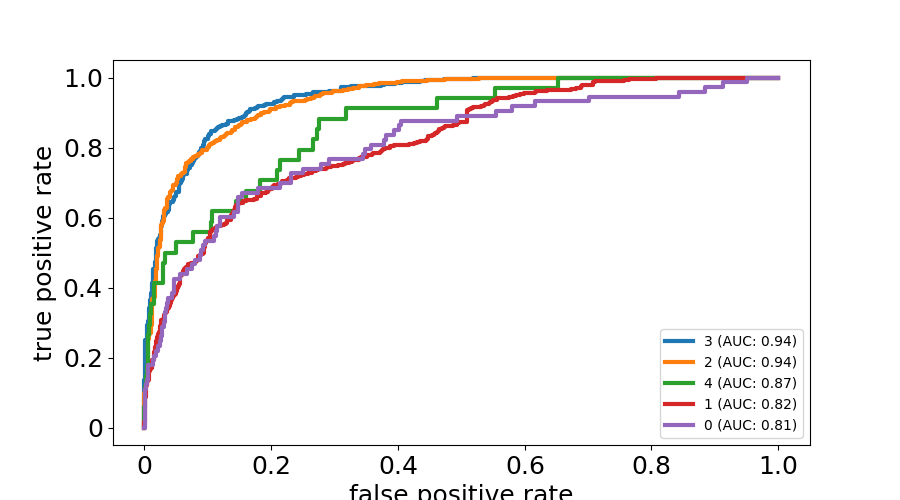 1.0
0.8
0.6
0.4
0.2
0
true positive rate
3 (AUC: 0.94)
2 (AUC: 0.94)
4 (AUC: 0.87)
1 (AUC: 0.82)
0 (AUC: 0.81)
0 0.2 0.4 0.6 0.8 1.0
false positive rate